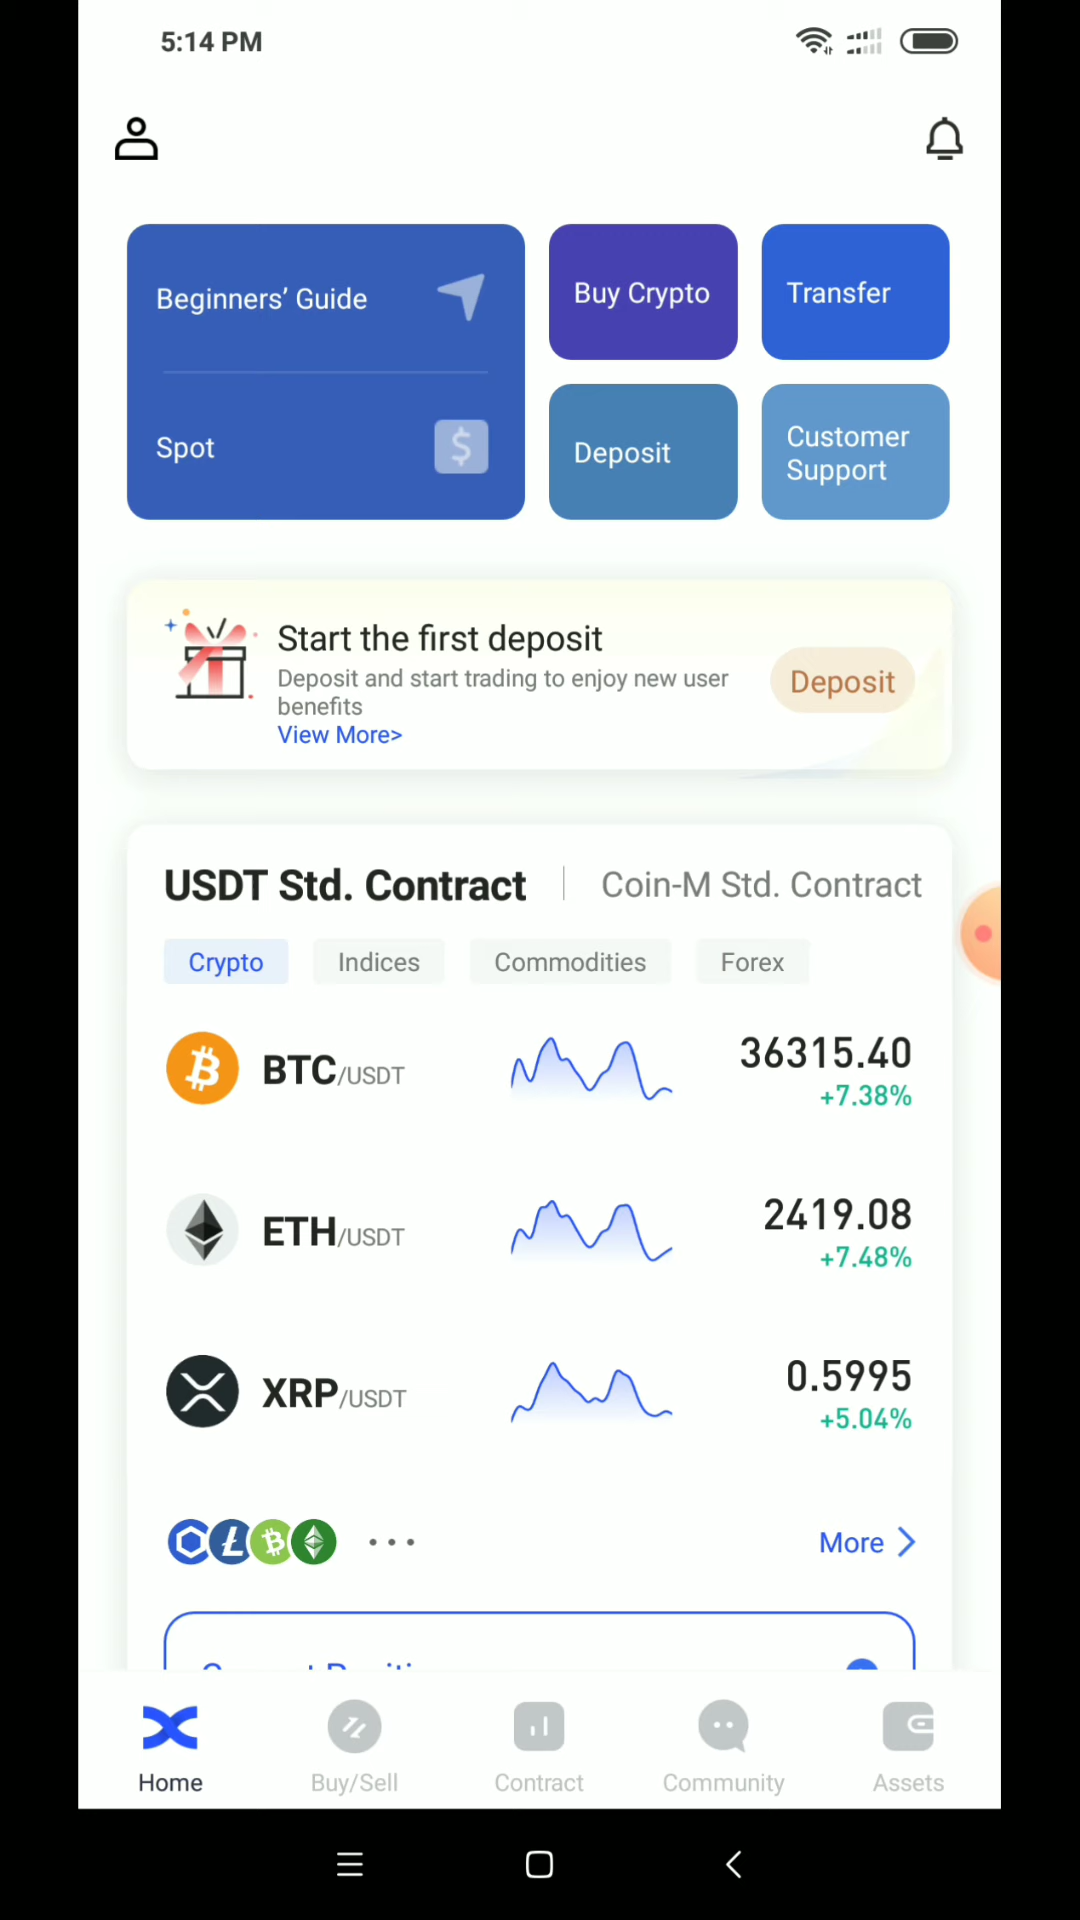 5:14 PM
Beginners’ Guide
Spot
Buy Crypto
Transfer
Deposit
Customer
Support
Start the first deposit
Deposit and start trading to enjoy new user
benefits
View More>
Deposit
USDT Std. Contract
Coin-M Std. Contract
Crypto
Indices
Commodities
Forex
BTC/USDT
36315.40
+7.38%
ETH/USDT
2419.08
+7.48%
XRP/USDT
0.5995
+5.04%
More
Home
Buy/Sell
Contract
Community
Assets